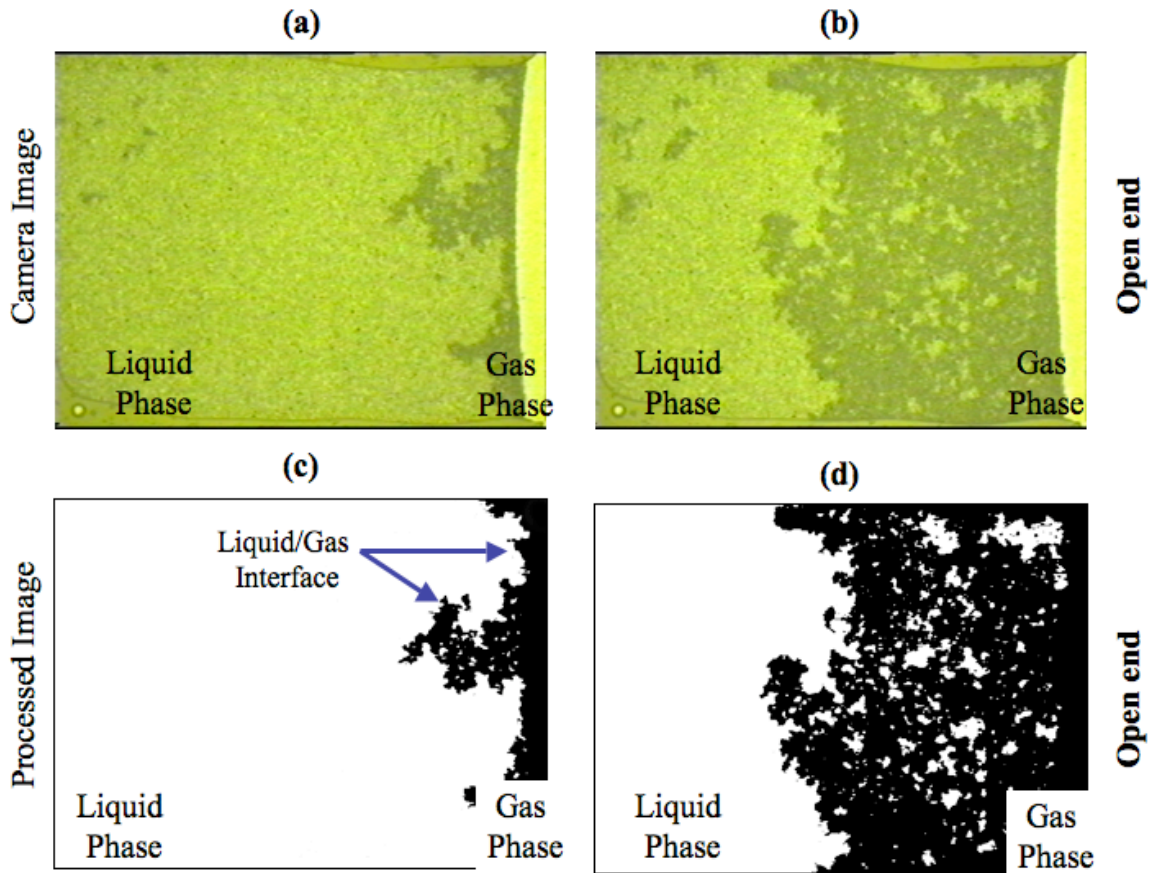 (a)
(b)
Camera Image
Liquid
Phase
Gas
Phase
Liquid
Phase
Gas
Phase
Open end
(c)
(d)
Processed Image
Liquid/Gas
Interface
Liquid
Phase
Gas
Phase
Liquid
Phase
Gas
Phase
Open end